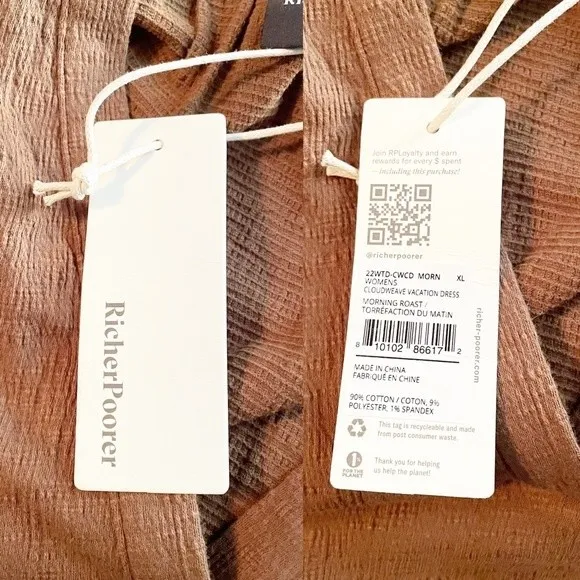 RicherPoorer
Join RPLoyalty and earn
rewards for every $ spent
— including this purchase!
@richerpoorer
22WTD-CWCD MORN XL
WOMENS
CLOUDWEAVE VACATION DRESS
MORNING ROAST /
TORRÉFACTION DU MATIN
8 10102 86617 2
MADE IN CHINA
FABRIQUÉ EN CHINE
90% COTTON / COTON, 9%
POLYESTER, 1% SPANDEX
This tag is recycleable and made
from post consumer waste.
1%
FOR THE
PLANET
Thank you for helping
us help the planet!
richer-poorer.com